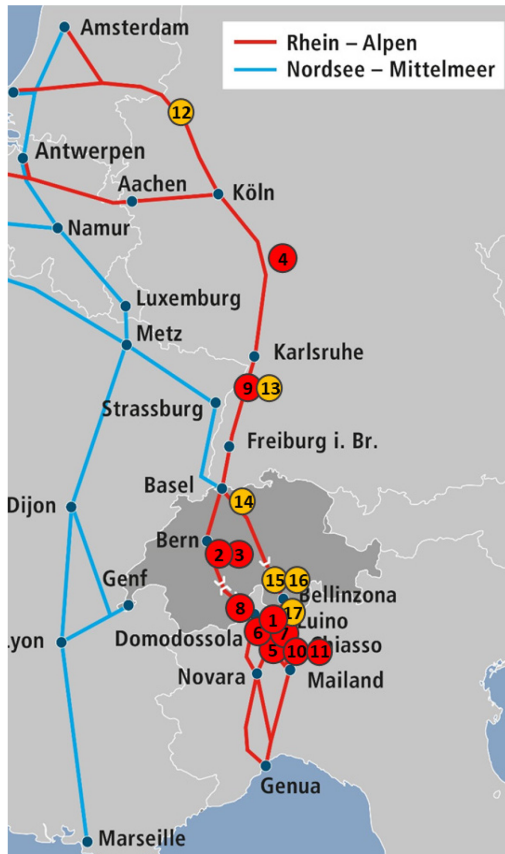 Amsterdam
Rhein – Alpen
Nordsee – Mittelmeer
12
Antwerpen
Aachen
Köln
Namur
4
Luxemburg
Metz
Karlsruhe
9 13
Strassburg
Freiburg i. Br.
Basel
14
Dijon
Bern
2 3
15 16
Genf
Bellinzona
8
1 17
Luino
Domodossola
6 7
Chiasso
Lyon
5 10 11
Novara
Mailand
Genua
Marseille